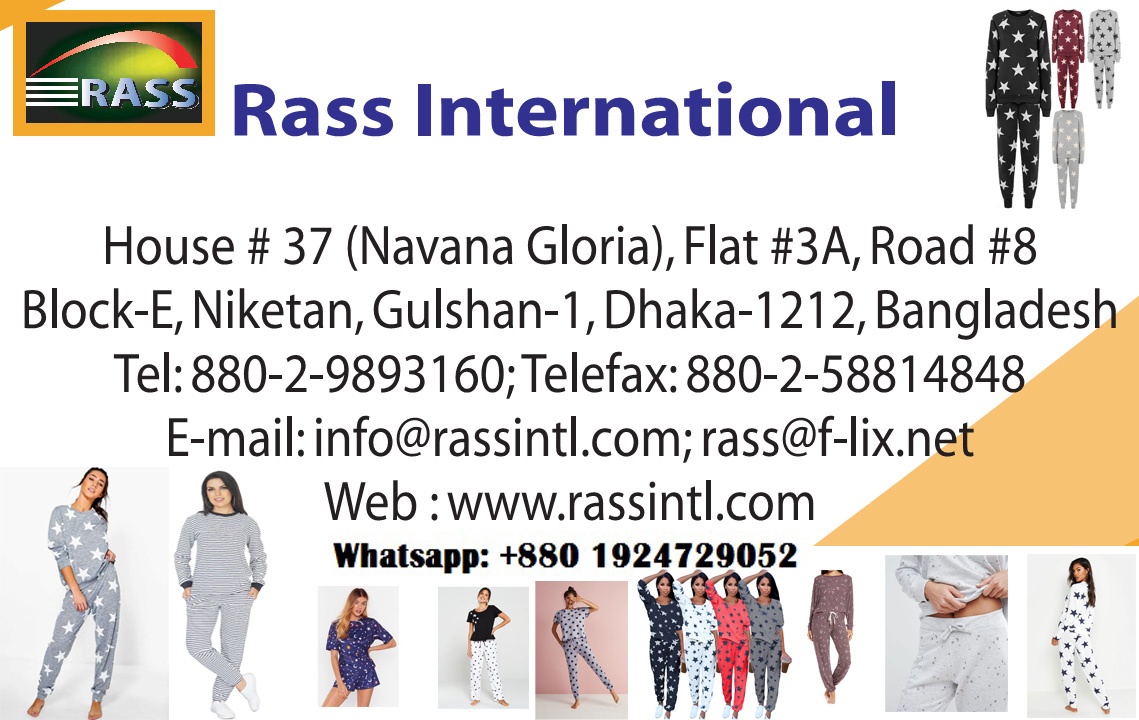 RASS
Rass International
House # 37 (Navana Gloria), Flat #3A, Road #8
Block-E, Niketan, Gulshan-1, Dhaka-1212, Bangladesh
Tel: 880-2-9893160; Telefax: 880-2-58814848
E-mail: info@rassintl.com; rass@f-lix.net
Web : www.rassintl.com
Whatsapp: +880 1924729052